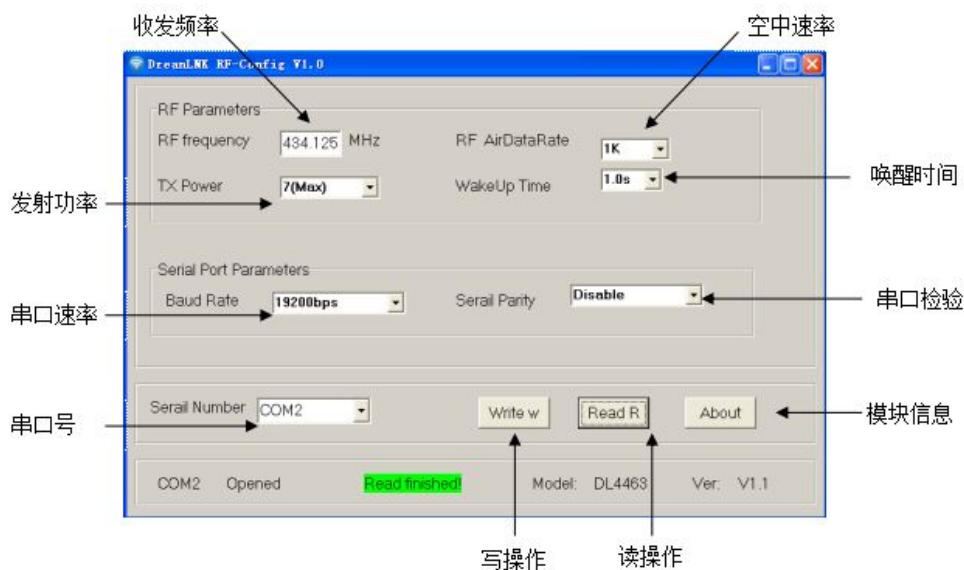 收发频率
空中速率
DreamLNK RF-Config V1.0
RF Parameters
RF frequency 434.125 MHz RF AirDataRate 1K
TX Power 7(Max) WakeUp Time 1.0s
唤醒时间
发射功率
Serial Port Parameters
Baud Rate 19200bps Serail Parity Disable
串口速率
串口检验
Serail Number COM2 Write w Read R About
串口号
模块信息
COM2 Opened Read finished! Model: DL4463 Ver: V1.1
写操作
读操作